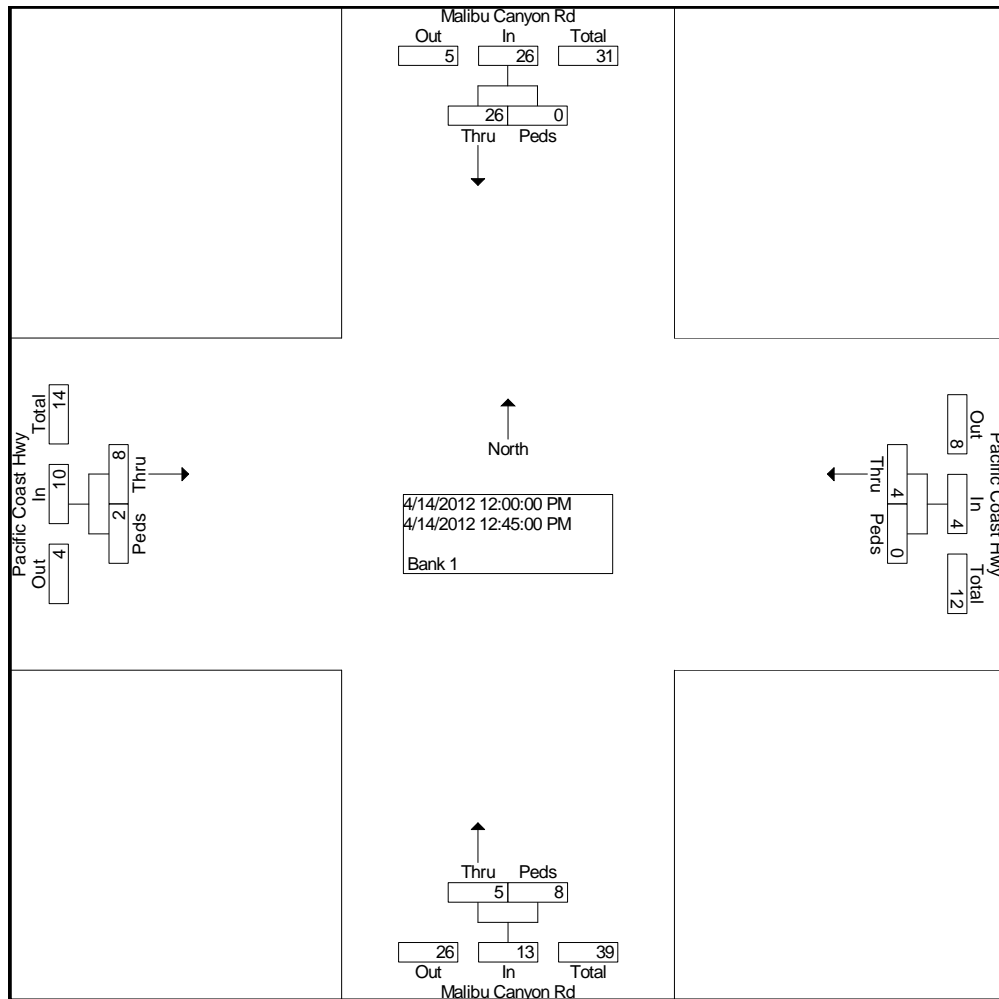 Malibu Canyon Rd
Out In Total
5 26 31
26 0
Thru Peds
Pacific Coast Hwy
Out In Total
4 10 14
2 8
Peds Thru
North
4/14/2012 12:00:00 PM
4/14/2012 12:45:00 PM
Bank 1
Thru Peds
4 0
8 4 12
Out In Total
Pacific Coast Hwy
Thru Peds
5 8
26 13 39
Out In Total
Malibu Canyon Rd